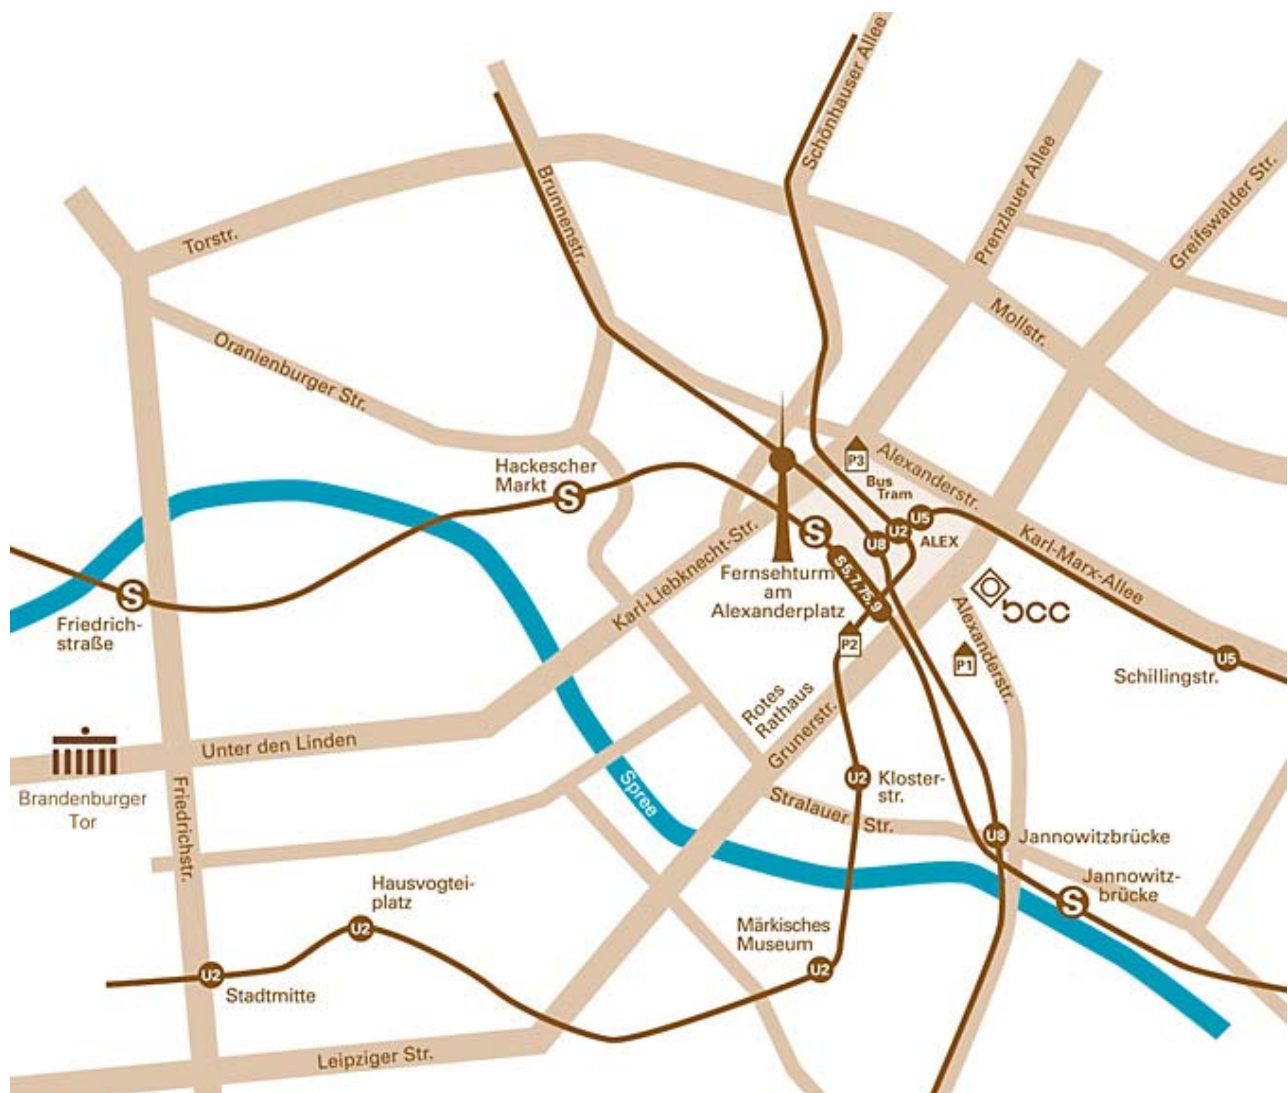 Schönhauser Allee
Prenzlauer Allee
Greifswalder Str.
Brunnenstr.
Torstr.
Mollstr.
Oranienburger Str.
Hackescher
Markt
S
P3
Bus
Tram
Alexanderstr.
U5
U2
U8
ALEX
S
Karl-Marx-Allee
Karl-Liebknecht-Str.
Fernsehturm
am
Alexanderplatz
S 5, 7, 75, 9
bcc
Alexanderstr.
S
Friedrich-
straße
P2
P1
U5
Schillingstr.
Rotes
Rathaus
Grunerstr.
Unter den Linden
Brandenburger
Tor
Friedrichstr.
Spree
U2
Kloster-
str.
Stralauer Str.
U8
Jannowitzbrücke
Jannowitz-
brücke
S
Hausvogtei-
platz
U2
Märkisches
Museum
U2
U2
Stadtmitte
Leipziger Str.